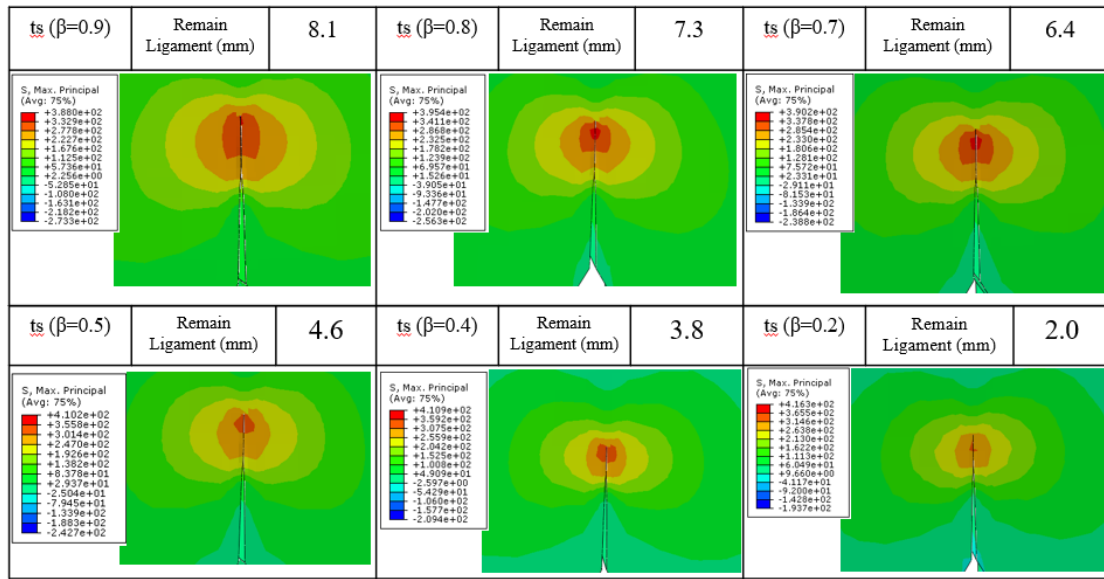 ts (β=0.9)
Remain
Ligament (mm)
8.1
ts (β=0.8)
Remain
Ligament (mm)
7.3
ts (β=0.7)
Remain
Ligament (mm)
6.4
S, Max. Principal
(Avg: 75%)
+3.880e+02
+3.329e+02
+2.778e+02
+2.227e+02
+1.676e+02
+1.125e+02
+5.736e+01
+2.256e+00
-5.285e+01
-1.080e+02
-1.631e+02
-2.182e+02
-2.733e+02
S, Max. Principal
(Avg: 75%)
+3.954e+02
+3.411e+02
+2.868e+02
+2.325e+02
+1.782e+02
+1.239e+02
+6.957e+01
+1.526e+01
-3.905e+01
-9.336e+01
-1.477e+02
-2.020e+02
-2.563e+02
S, Max. Principal
(Avg: 75%)
+3.902e+02
+3.378e+02
+2.854e+02
+2.330e+02
+1.806e+02
+1.281e+02
+7.572e+01
+2.331e+01
-2.911e+01
-8.153e+01
-1.339e+02
-1.864e+02
-2.388e+02
ts (β=0.5)
Remain
Ligament (mm)
4.6
ts (β=0.4)
Remain
Ligament (mm)
3.8
ts (β=0.2)
Remain
Ligament (mm)
2.0
S, Max. Principal
(Avg: 75%)
+4.102e+02
+3.558e+02
+3.014e+02
+2.470e+02
+1.926e+02
+1.382e+02
+8.378e+01
+2.937e+01
-2.504e+01
-7.945e+01
-1.339e+02
-1.883e+02
-2.427e+02
S, Max. Principal
(Avg: 75%)
+4.109e+02
+3.592e+02
+3.075e+02
+2.559e+02
+2.042e+02
+1.525e+02
+1.008e+02
+4.909e+01
-2.597e+00
-5.429e+01
-1.060e+02
-1.577e+02
-2.094e+02
S, Max. Principal
(Avg: 75%)
+4.163e+02
+3.655e+02
+3.146e+02
+2.638e+02
+2.130e+02
+1.622e+02
+1.113e+02
+6.049e+01
+9.660e+00
-4.117e+01
-9.200e+01
-1.428e+02
-1.937e+02